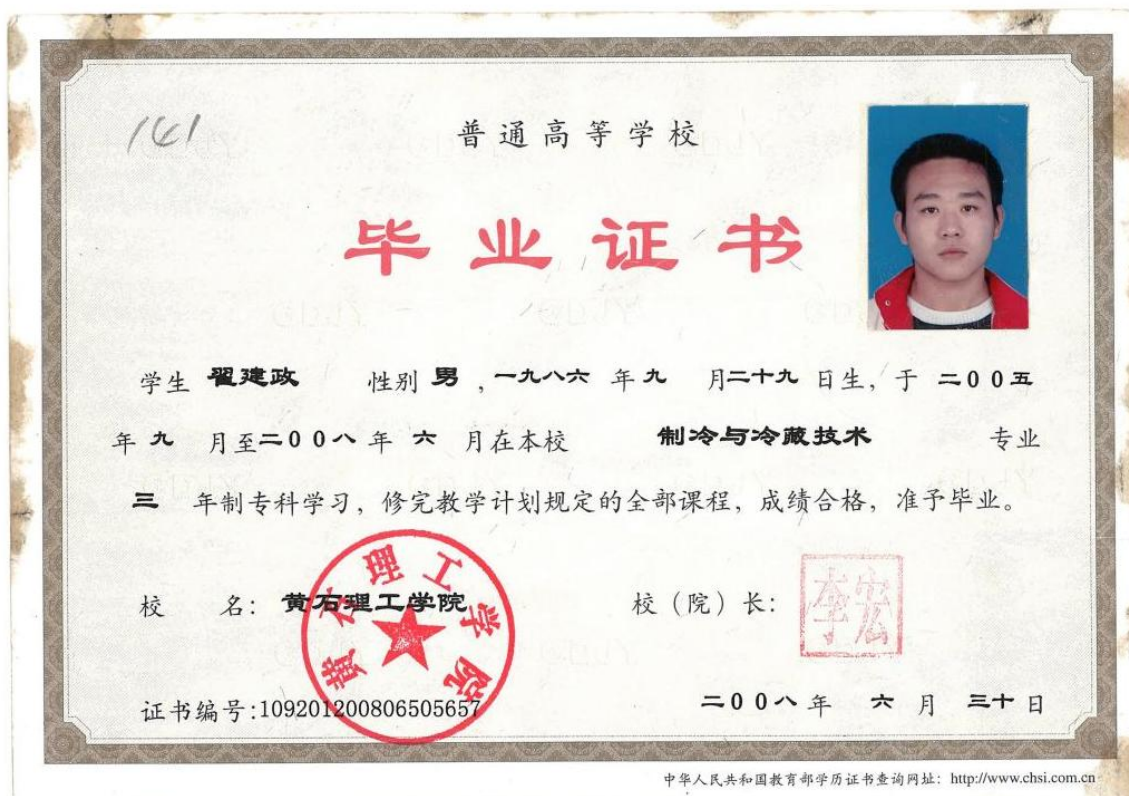 161
普通高等学校
毕业证书
学生 翟建政 性别 男 ,一九八六 年 九 月二十九 日生, 于 二00五
年 九 月至二00八 年 六 月在本校 制冷与冷藏技术 专业
三 年制专科学习, 修完教学计划规定的全部课程, 成绩合格, 准予毕业。
校 名: 黄石理工学院 校（院）长:
黄石理工学院
李宏
证书编号:109201200806505657 二00八 年 六 月 三十 日
中华人民共和国教育部学历证书查询网址: http://www.chsi.com.cn